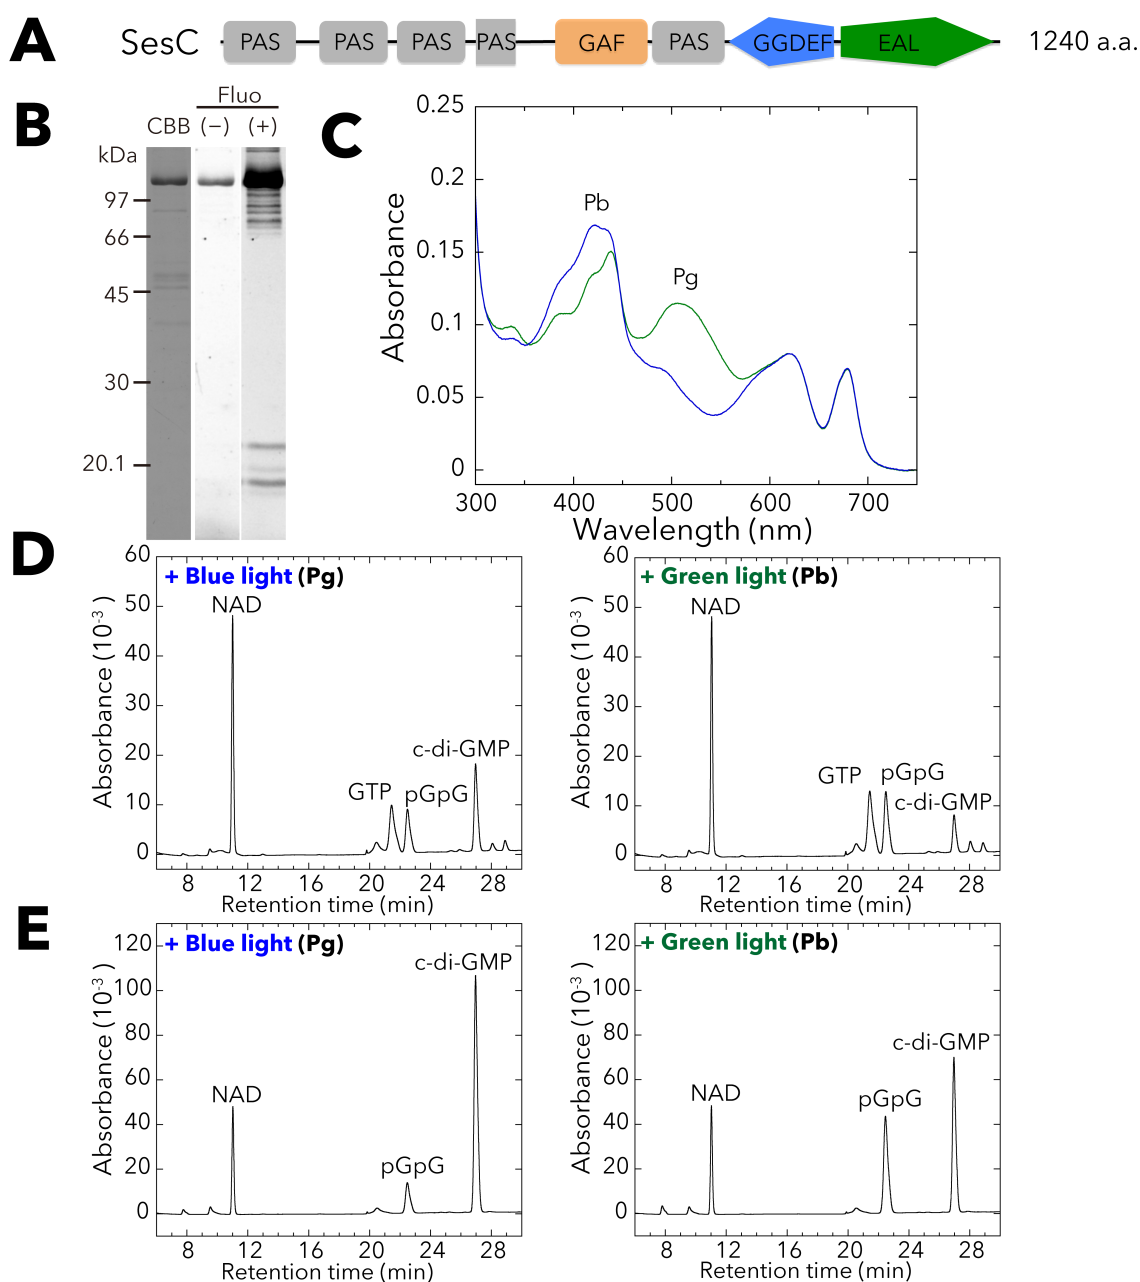 A
SesC PAS PAS PAS PAS GAF PAS GGDEF EAL 1240 a.a.
B
Fluo
CBB (−) (+)
kDa
97
66
45
30
20.1
C
0.25
0.2
0.15
0.1
0.05
0
Absorbance
Pb
Pg
300 400 500 600 700
Wavelength (nm)
D
+ Blue light (Pg)
60
50
40
30
20
10
0
Absorbance (10-3 )
NAD
GTP
pGpG
c-di-GMP
8 12 16 20 24 28
Retention time (min)
+ Green light (Pb)
60
50
40
30
20
10
0
Absorbance (10-3 )
NAD
GTP
pGpG
c-di-GMP
8 12 16 20 24 28
Retention time (min)
E
+ Blue light (Pg)
120
100
80
60
40
20
0
Absorbance (10-3 )
NAD
pGpG
c-di-GMP
8 12 16 20 24 28
Retention time (min)
+ Green light (Pb)
120
100
80
60
40
20
0
Absorbance (10-3 )
NAD
pGpG
c-di-GMP
8 12 16 20 24 28
Retention time (min)